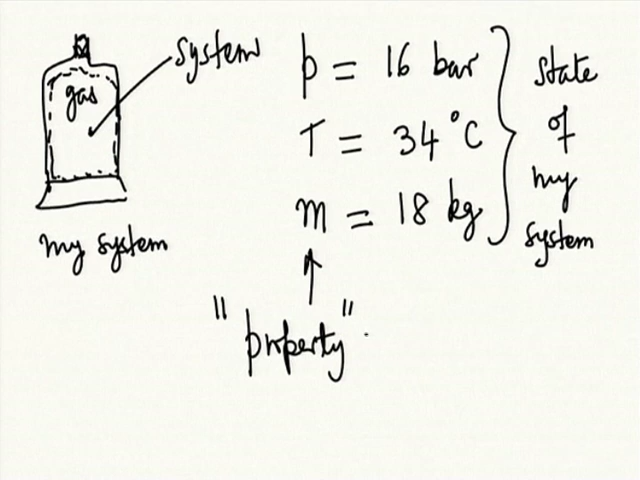 system
gas
my system
p = 16 bar
T = 34 °C
m = 18 kg
"property"
state
of
my
system